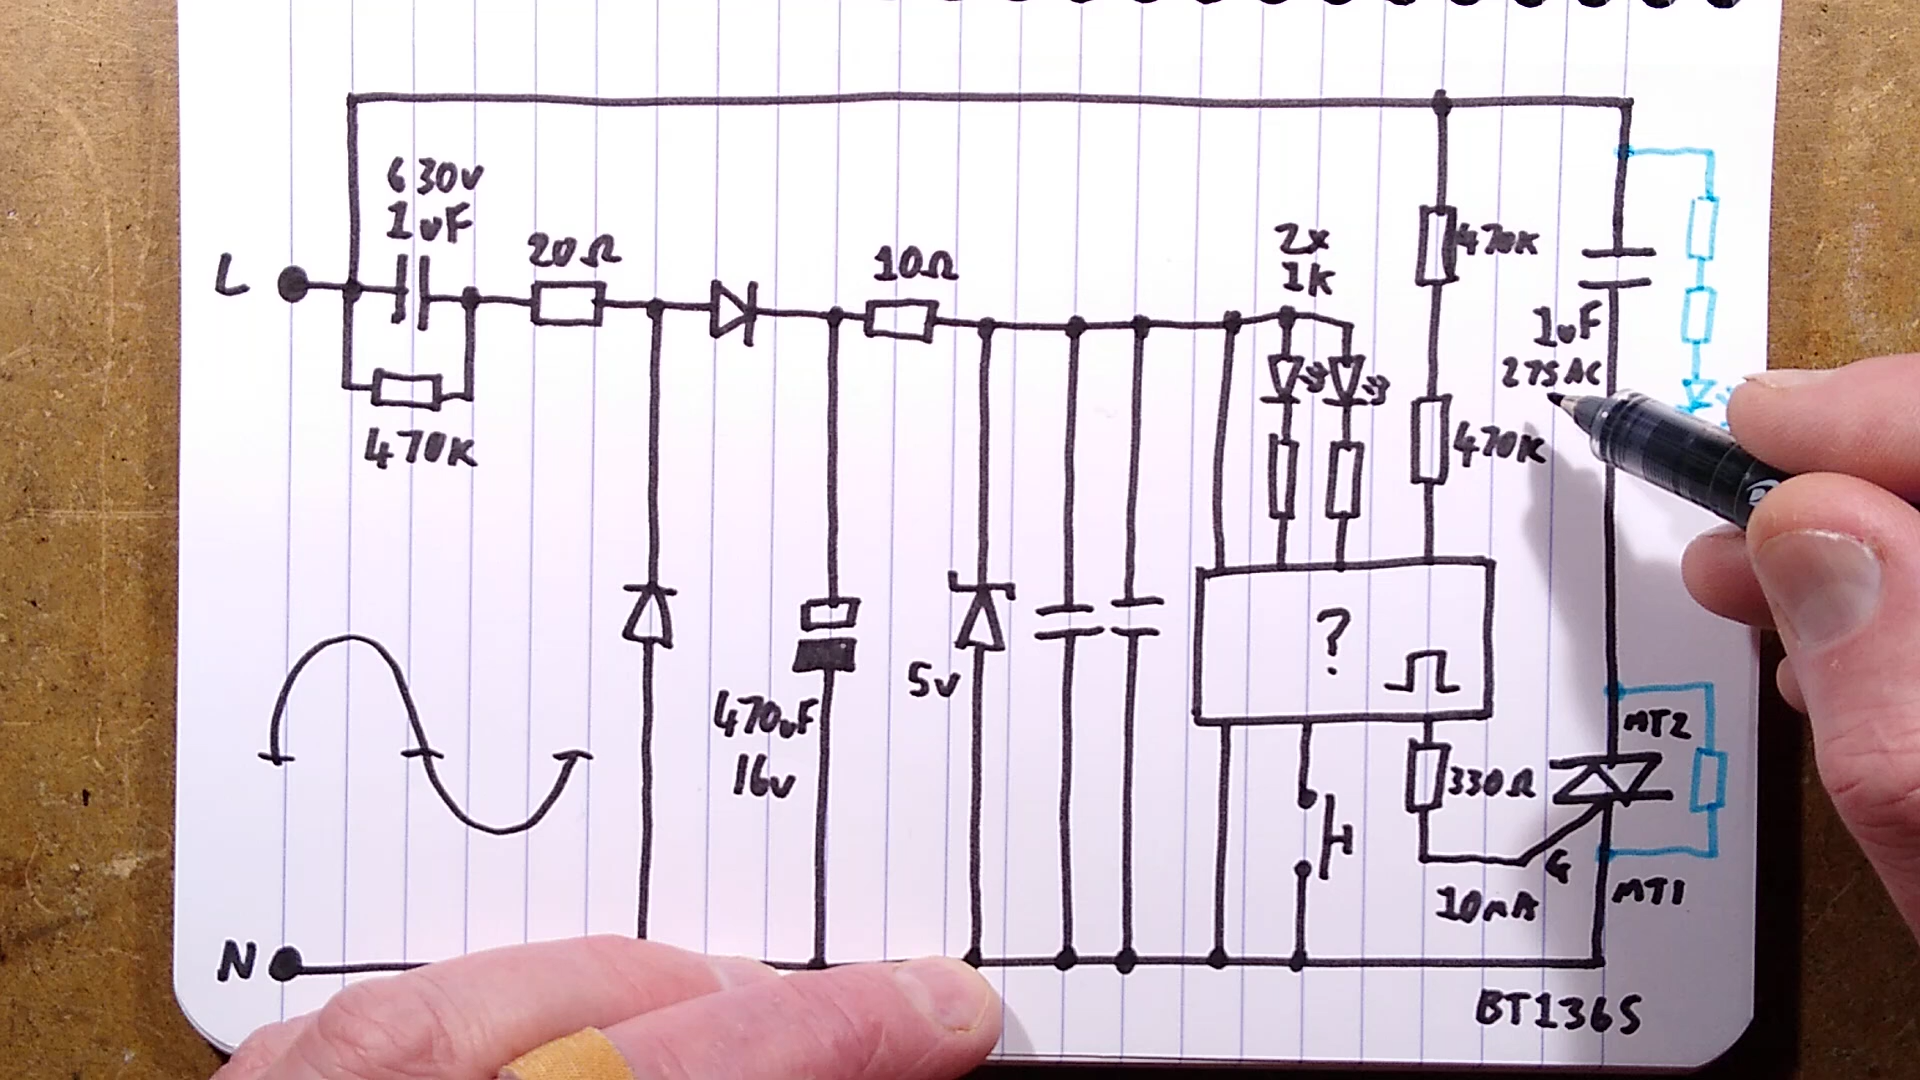 630v
1uF
20Ω
10Ω
2x
1k
470K
L
1uF
275AC
470K
470K
?
5v
470uF
16v
MT2
330Ω
G
MT1
10mA
N
BT136S